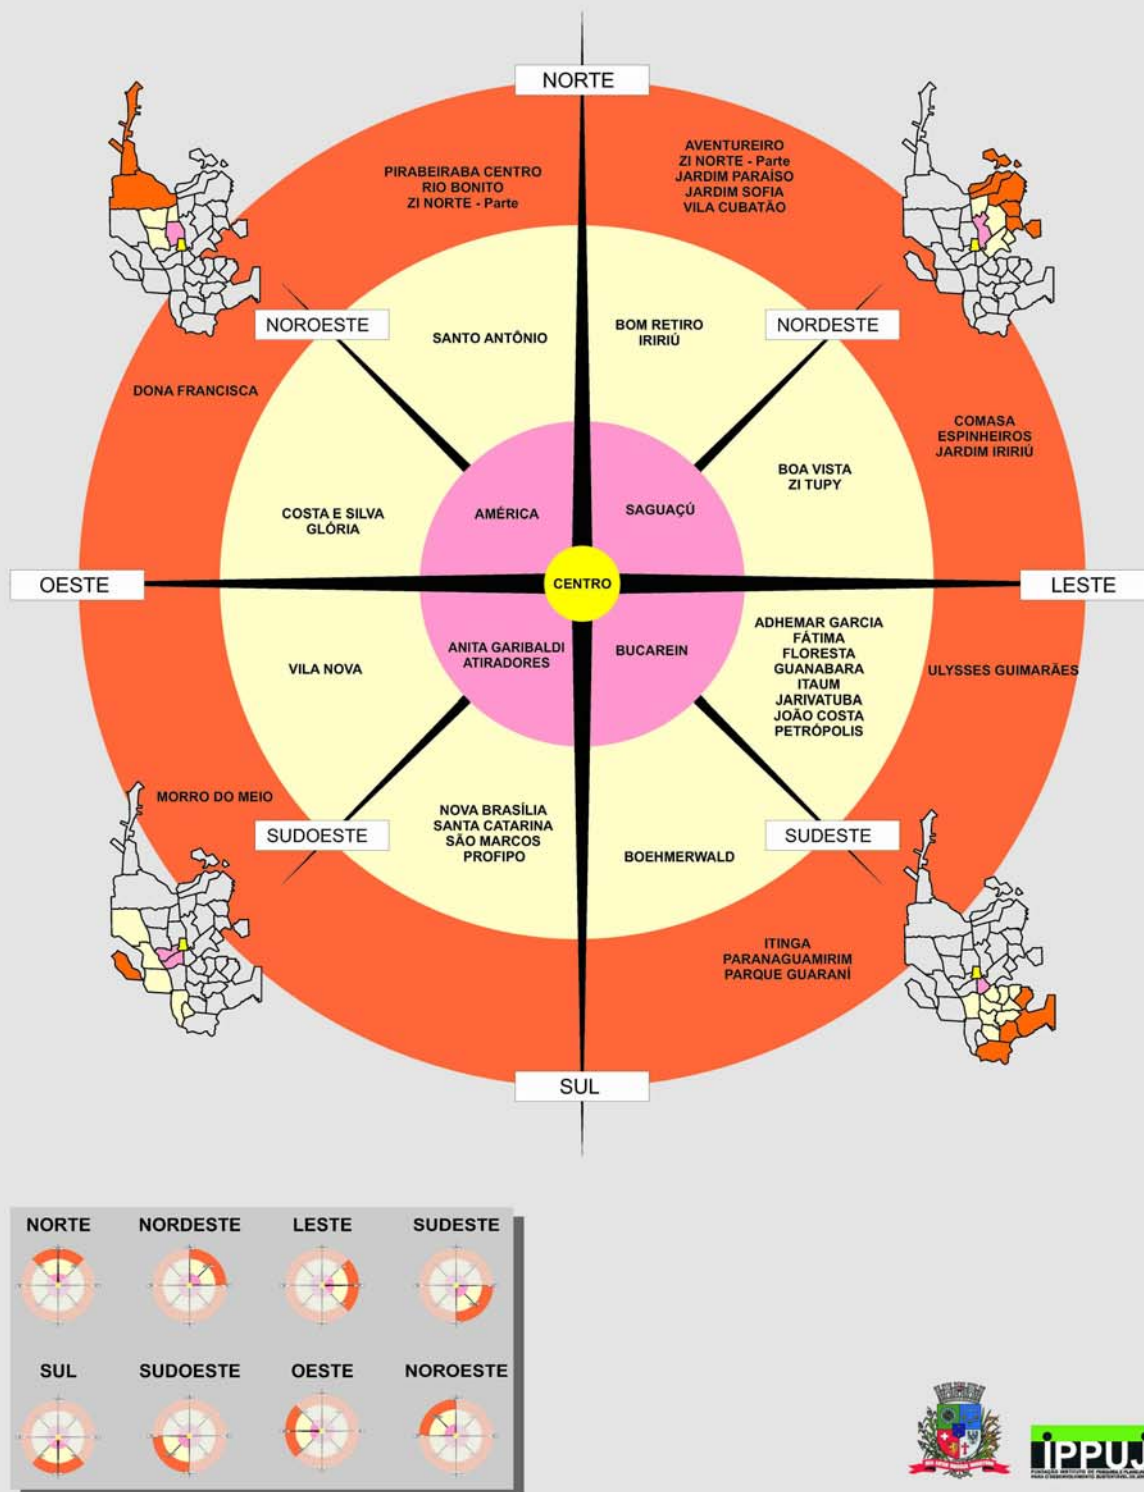 NORTE
PIRABEIRABA CENTRO
RIO BONITO
ZI NORTE - Parte
AVENTUREIRO
ZI NORTE - Parte
JARDIM PARAÍSO
JARDIM SOFIA
VILA CUBATÃO
NOROESTE
SANTO ANTÔNIO
BOM RETIRO
IRIRIÚ
NORDESTE
DONA FRANCISCA
COMASA
ESPINHEIROS
JARDIM IRIRIÚ
COSTA E SILVA
GLÓRIA
AMÉRICA
SAGUAÇÚ
BOA VISTA
ZI TUPY
OESTE
CENTRO
LESTE
VILA NOVA
ANITA GARIBALDI
ATIRADORES
BUCAREIN
ADHEMAR GARCIA
FÁTIMA
FLORESTA
GUANABARA
ITAUM
JARIVATUBA
JOÃO COSTA
PETRÓPOLIS
ULYSSES GUIMARÃES
MORRO DO MEIO
SUDOESTE
NOVA BRASÍLIA
SANTA CATARINA
SÃO MARCOS
PROFIPO
BOEHMERWALD
SUDESTE
ITINGA
PARANAGUAMIRIM
PARQUE GUARANÍ
SUL
NORTE NORDESTE LESTE SUDESTE
SUL SUDOESTE OESTE NOROESTE
IPPUJ